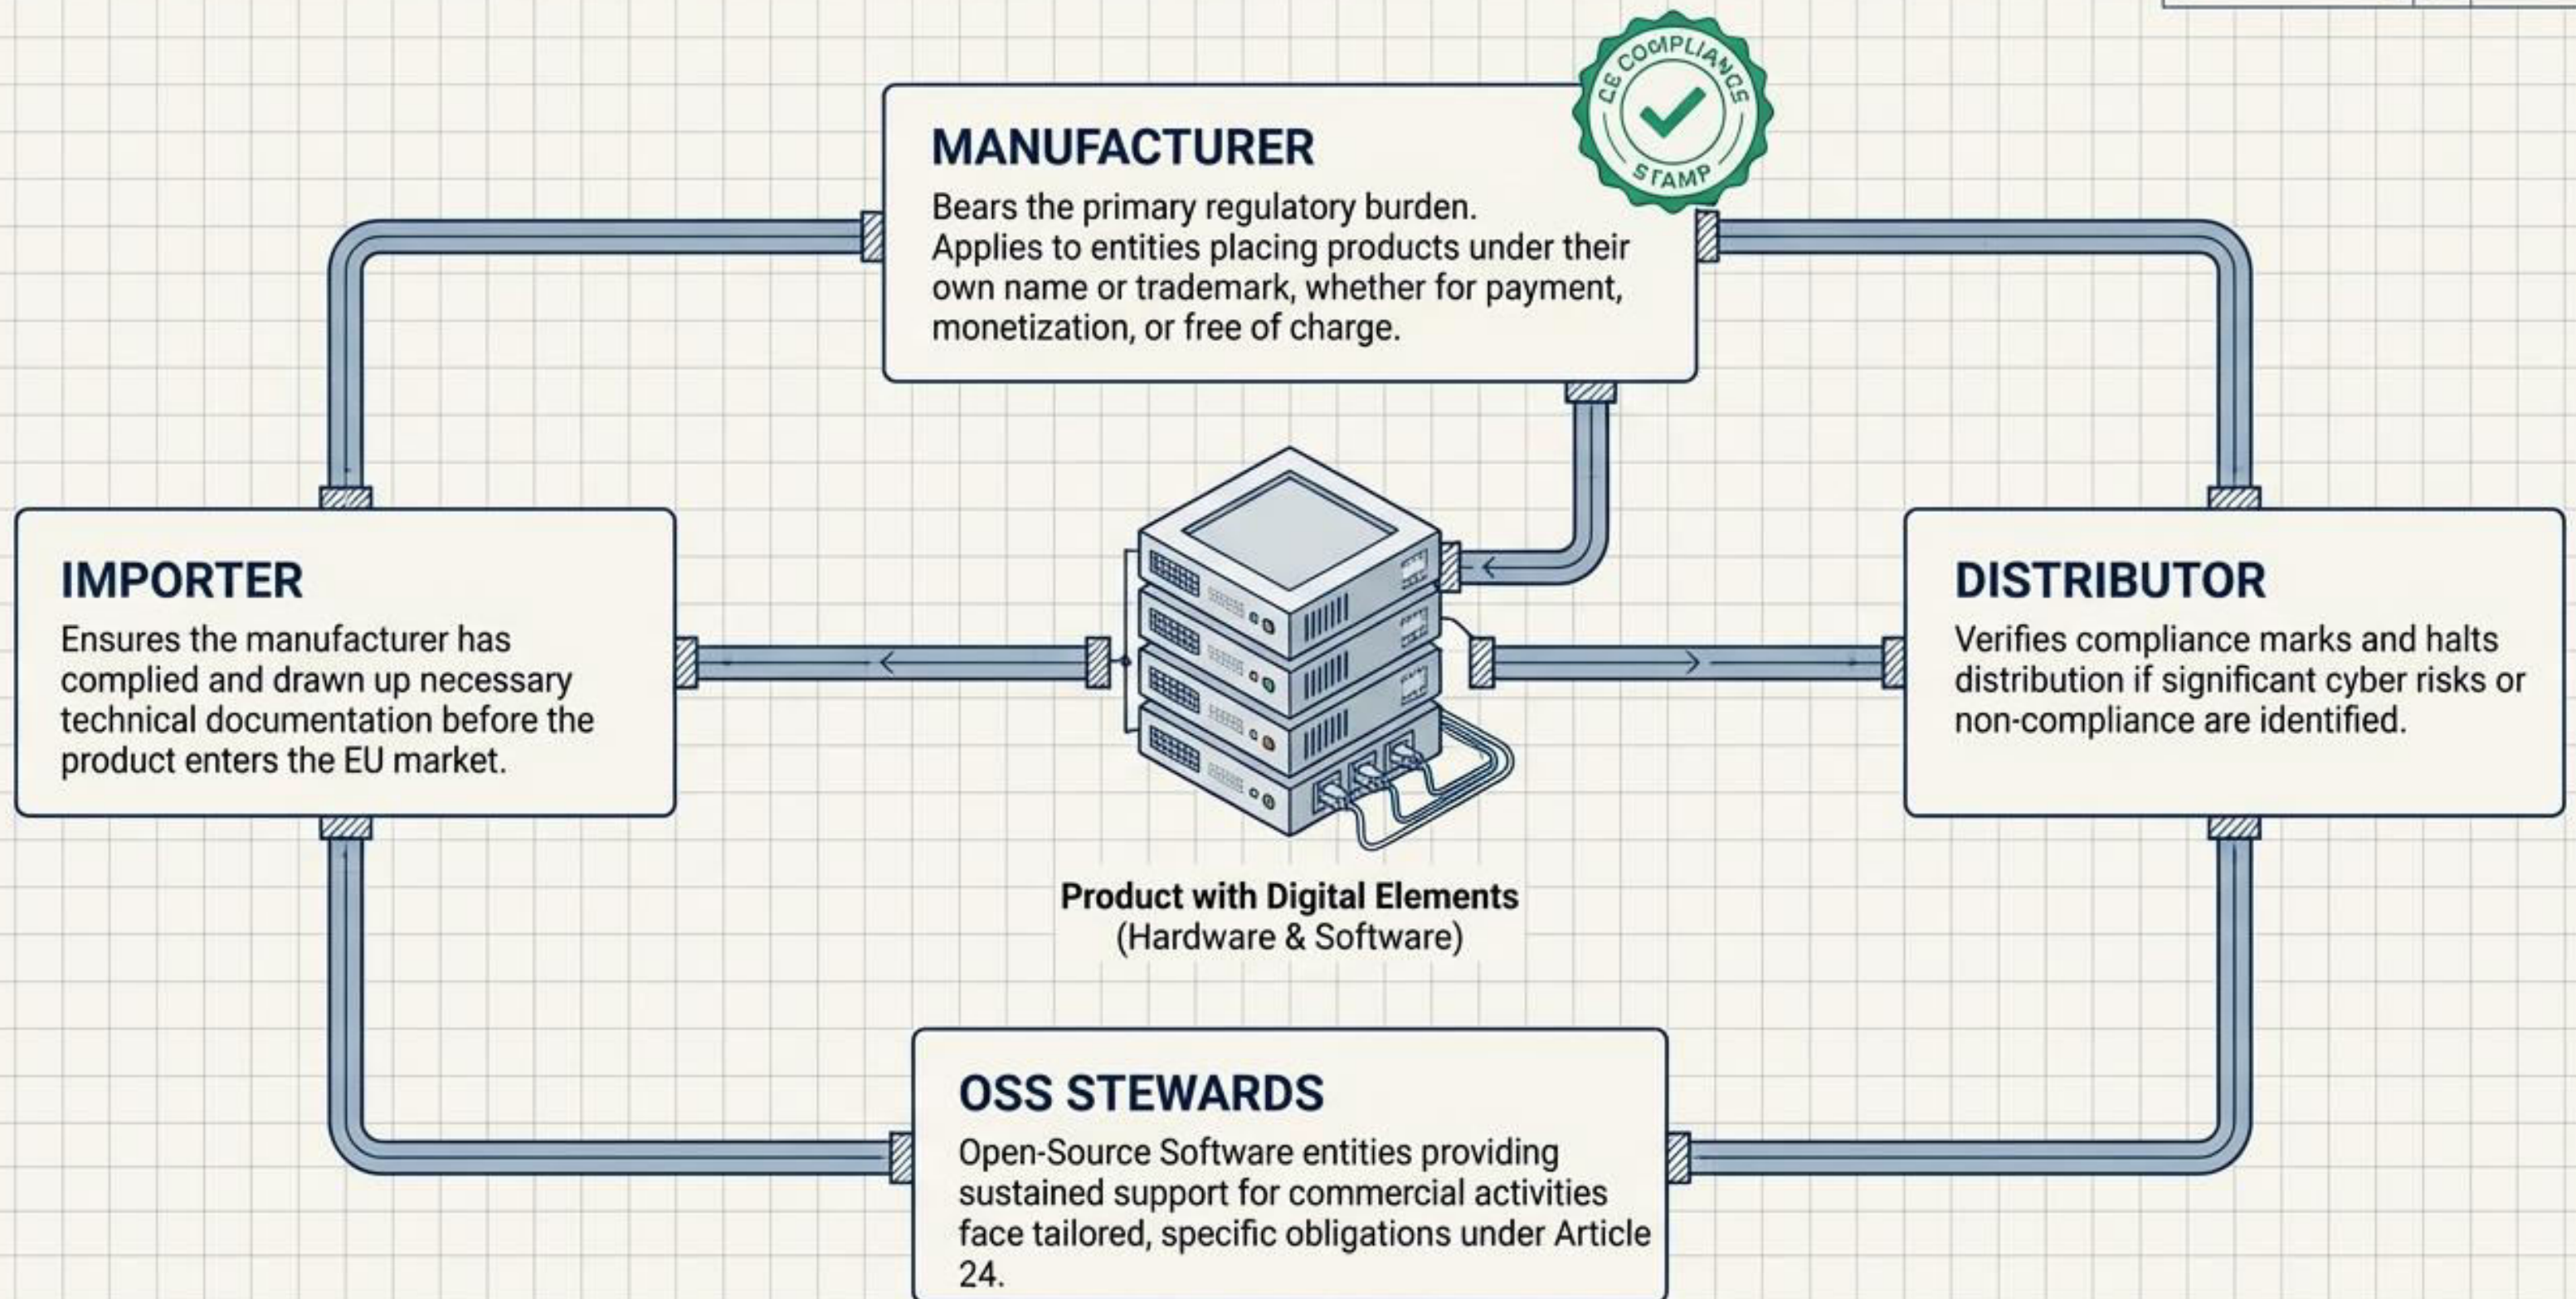 CE COMPLIANCE
STAMP
MANUFACTURER
Bears the primary regulatory burden.
Applies to entities placing products under their
own name or trademark, whether for payment,
monetization, or free of charge.
IMPORTER
Ensures the manufacturer has
complied and drawn up necessary
technical documentation before the
product enters the EU market.
DISTRIBUTOR
Verifies compliance marks and halts
distribution if significant cyber risks or
non-compliance are identified.
Product with Digital Elements
(Hardware & Software)
OSS STEWARDS
Open-Source Software entities providing
sustained support for commercial activities
face tailored, specific obligations under Article
24.